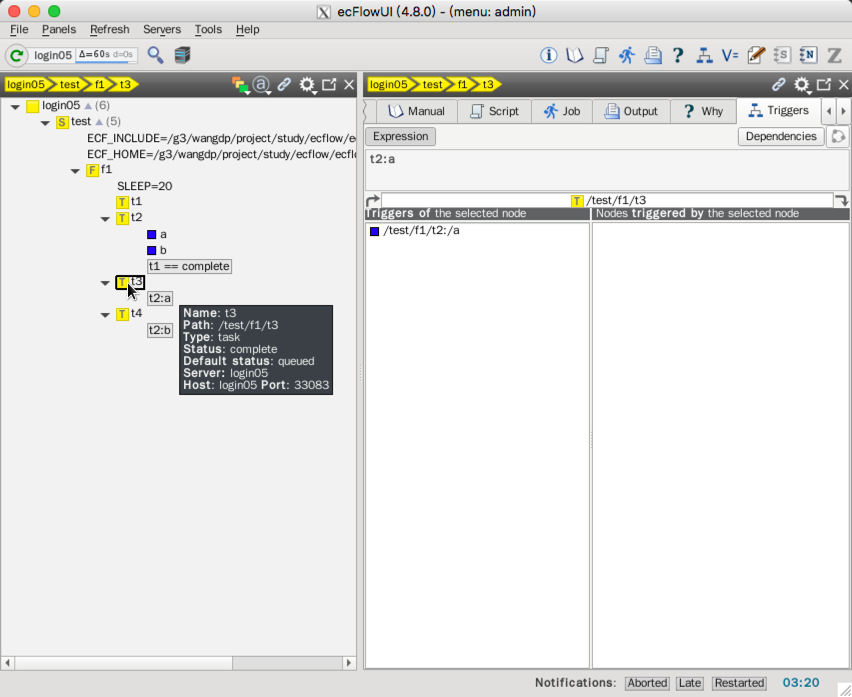 ecFlowUI (4.8.0) - (menu: admin)
File Panels Refresh Servers Tools Help
login05 Δ=60s d=0s
login05 test f1 t3
login05 (6)
S test (5)
ECF_INCLUDE=/g3/wangdp/project/study/ecflow/e
ECF_HOME=/g3/wangdp/project/study/ecflow/ecfl
F f1
SLEEP=20
T t1
T t2
a
b
t1 == complete
T t3
t2:a
T t4
t2:b
Name: t3
Path: /test/f1/t3
Type: task
Status: complete
Default status: queued
Server: login05
Host: login05 Port: 33083
login05 test f1 t3
Manual Script Job Output ? Why Triggers
Expression Dependencies
t2:a
T /test/f1/t3
Triggers of the selected node Nodes triggered by the selected node
/test/f1/t2:/a
Notifications: Aborted Late Restarted 03:20